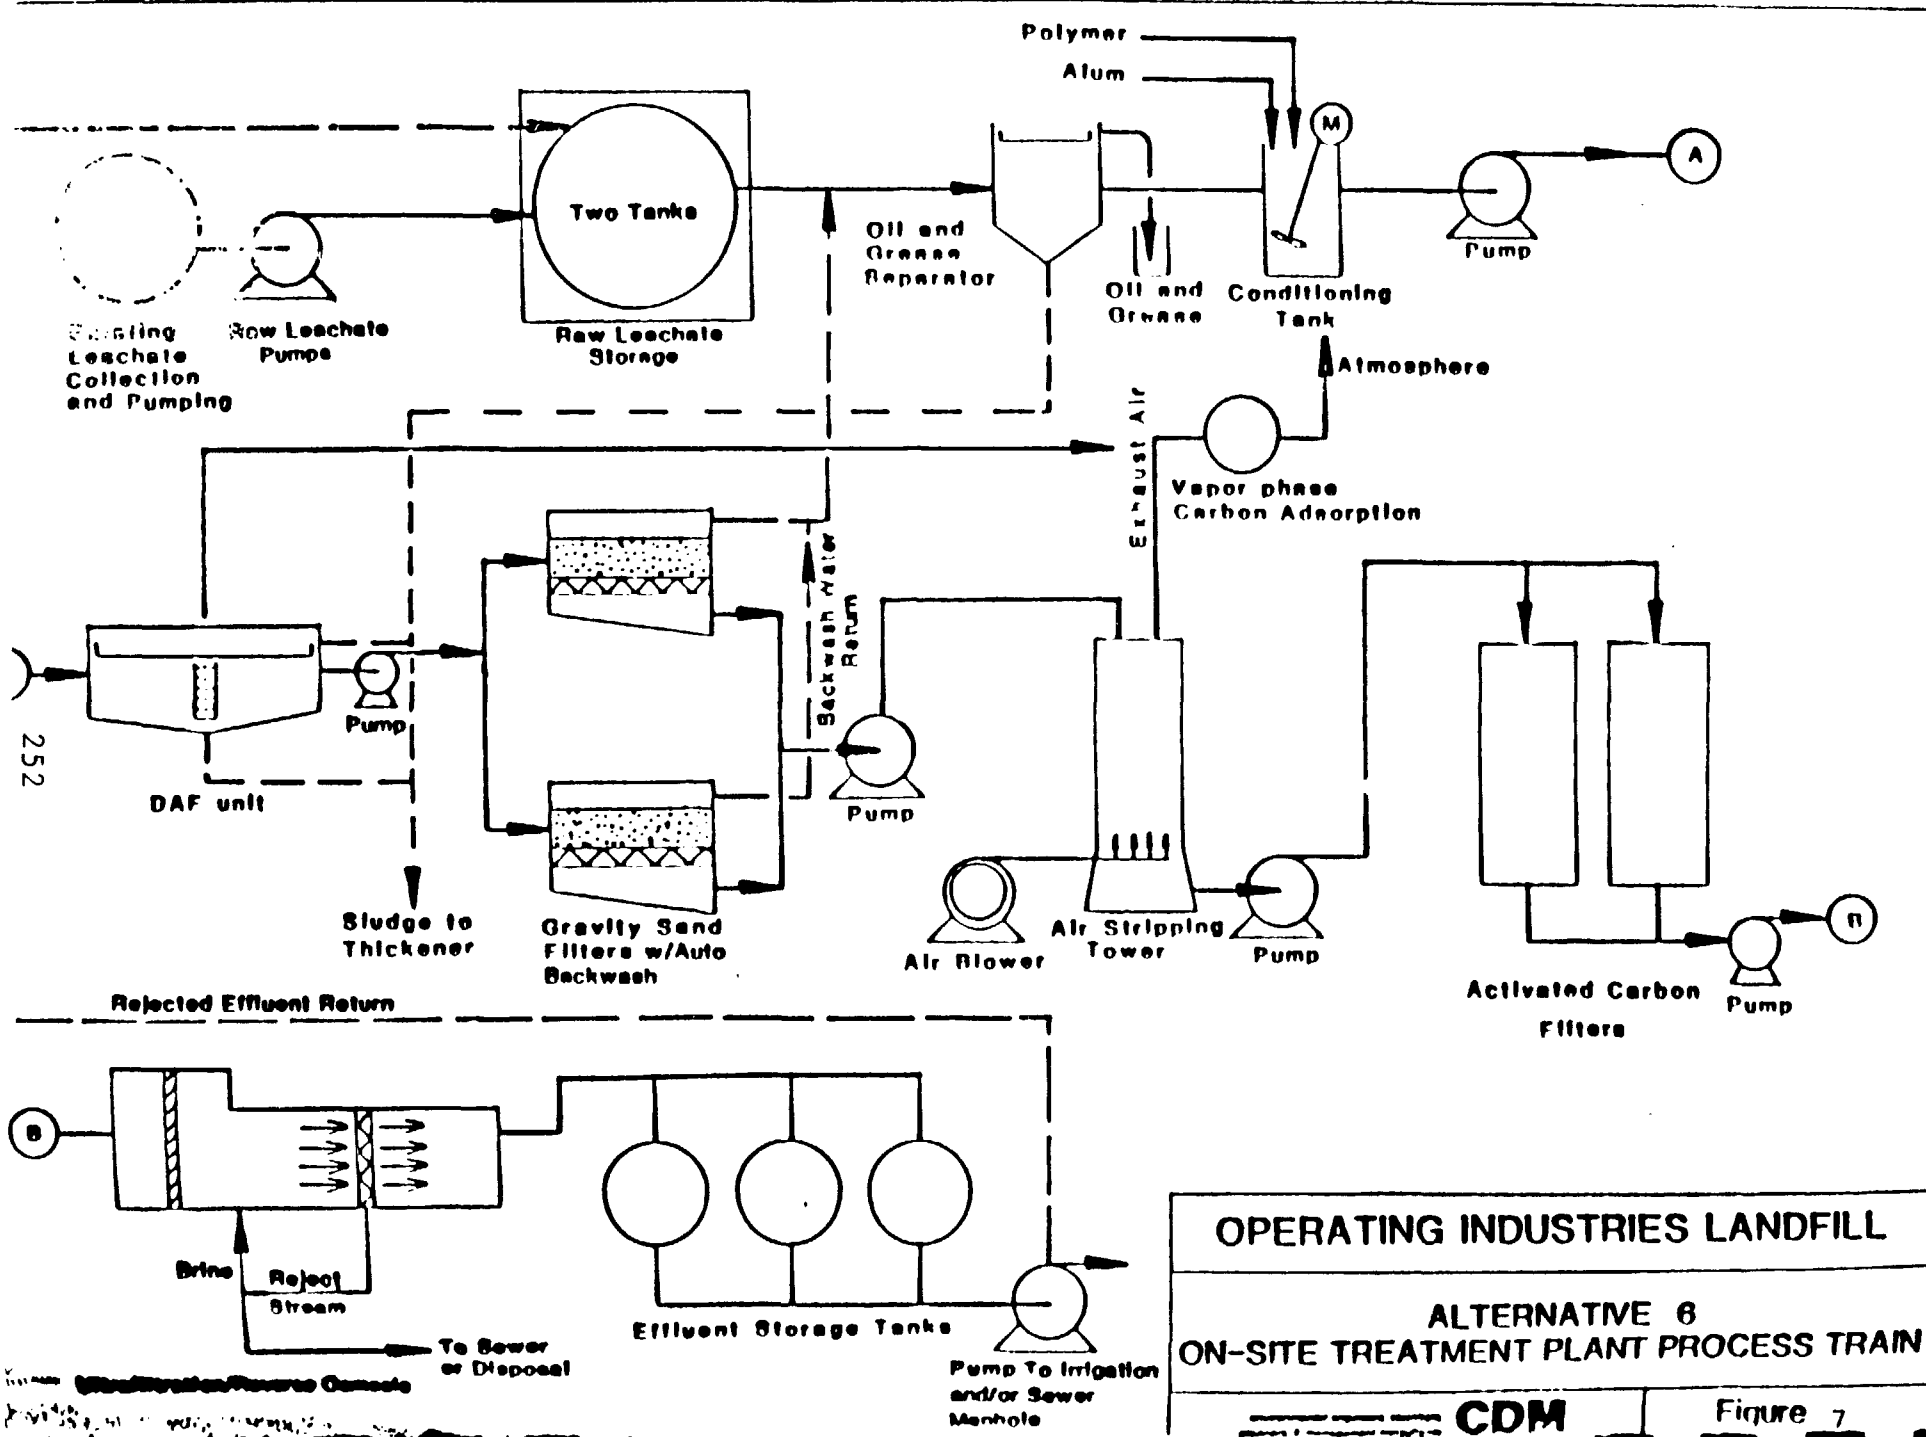 Polymer
Alum
M
A
Two Tanks
Oil and
Grease
Separator
Pump
Oil and
Grease
Conditioning
Tank
Existing
Leachate
Collection
and Pumping
Raw Leachate
Pumps
Raw Leachate
Storage
Atmosphere
Exhaust Air
Vapor phase
Carbon Adsorption
Backwash Water
Return
Pump
252
DAF unit
Pump
Sludge to
Thickener
Gravity Sand
Filters w/Auto
Backwash
Air Blower
Air Stripping
Tower
Pump
B
Activated Carbon
Filters
Pump
Rejected Effluent Return
B
Brine
Reject
Stream
To Sewer
or Disposal
Ultrafiltration/Reverse Osmosis
Effluent Storage Tanks
Pump To Irrigation
and/or Sewer
Manhole
OPERATING INDUSTRIES LANDFILL
ALTERNATIVE 6
ON-SITE TREATMENT PLANT PROCESS TRAIN
CDM
Figure 7